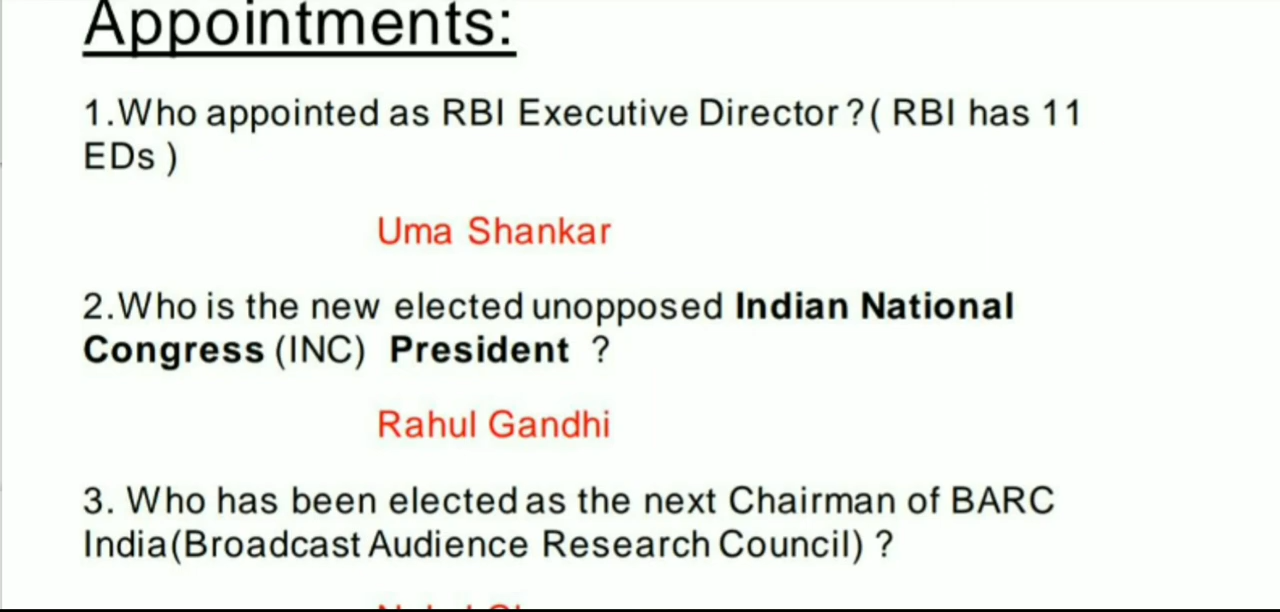 Appointments:
1.Who appointed as RBI Executive Director ?( RBI has 11
EDs )
Uma Shankar
2.Who is the new elected unopposed Indian National
Congress (INC) President ?
Rahul Gandhi
3. Who has been elected as the next Chairman of BARC
India(Broadcast Audience Research Council) ?